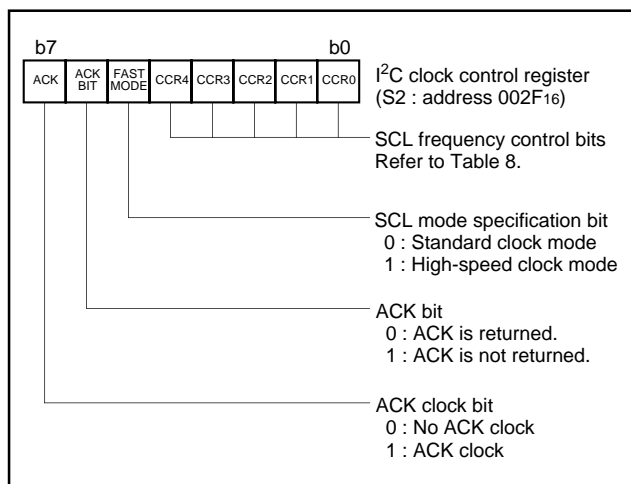 b7 b0
ACK ACK BIT FAST MODE CCR4 CCR3 CCR2 CCR1 CCR0
I²C clock control register
(S2 : address 002F₁₆)
SCL frequency control bits
Refer to Table 8.
SCL mode specification bit
0 : Standard clock mode
1 : High-speed clock mode
ACK bit
0 : ACK is returned.
1 : ACK is not returned.
ACK clock bit
0 : No ACK clock
1 : ACK clock